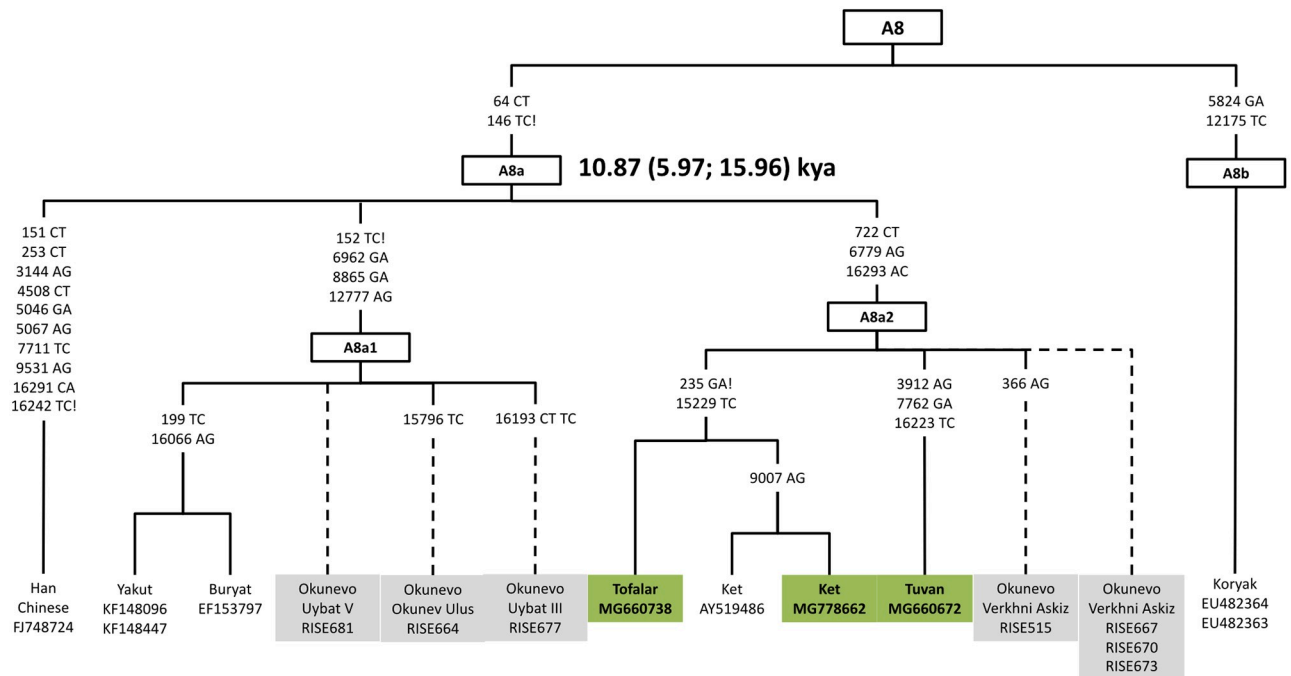 A8
64 CT
146 TC!
5824 GA
12175 TC
A8a
10.87 (5.97; 15.96) kya
A8b
151 CT
253 CT
3144 AG
4508 CT
5046 GA
5067 AG
7711 TC
9531 AG
16291 CA
16242 TC!
152 TC!
6962 GA
8865 GA
12777 AG
722 CT
6779 AG
16293 AC
A8a1
A8a2
199 TC
16066 AG
15796 TC
16193 CT TC
235 GA!
15229 TC
9007 AG
3912 AG
7762 GA
16223 TC
366 AG
Han
Chinese
FJ748724
Yakut
KF148096
KF148447
Buryat
EF153797
Okunevo
Uybat V
RISE681
Okunevo
Okunev Ulus
RISE664
Okunevo
Uybat III
RISE677
Tofalar
MG660738
Ket
AY519486
Ket
MG778662
Tuvan
MG660672
Okunevo
Verkhni Askiz
RISE515
Okunevo
Verkhni Askiz
RISE667
RISE670
RISE673
Koryak
EU482364
EU482363